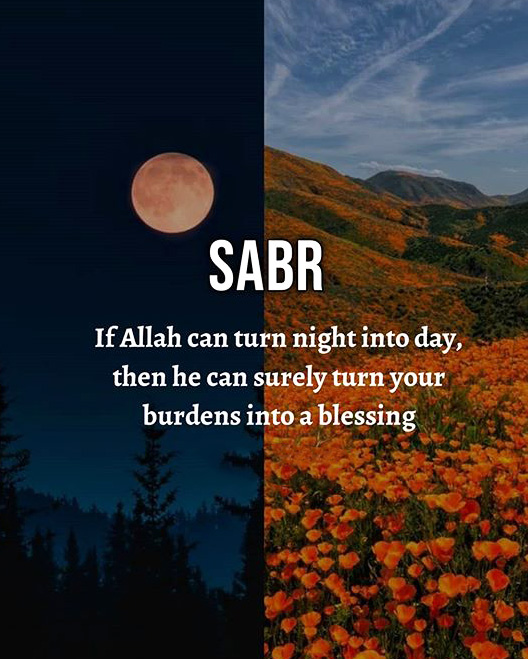 SABR
If Allah can turn night into day,
then he can surely turn your
burdens into a blessing